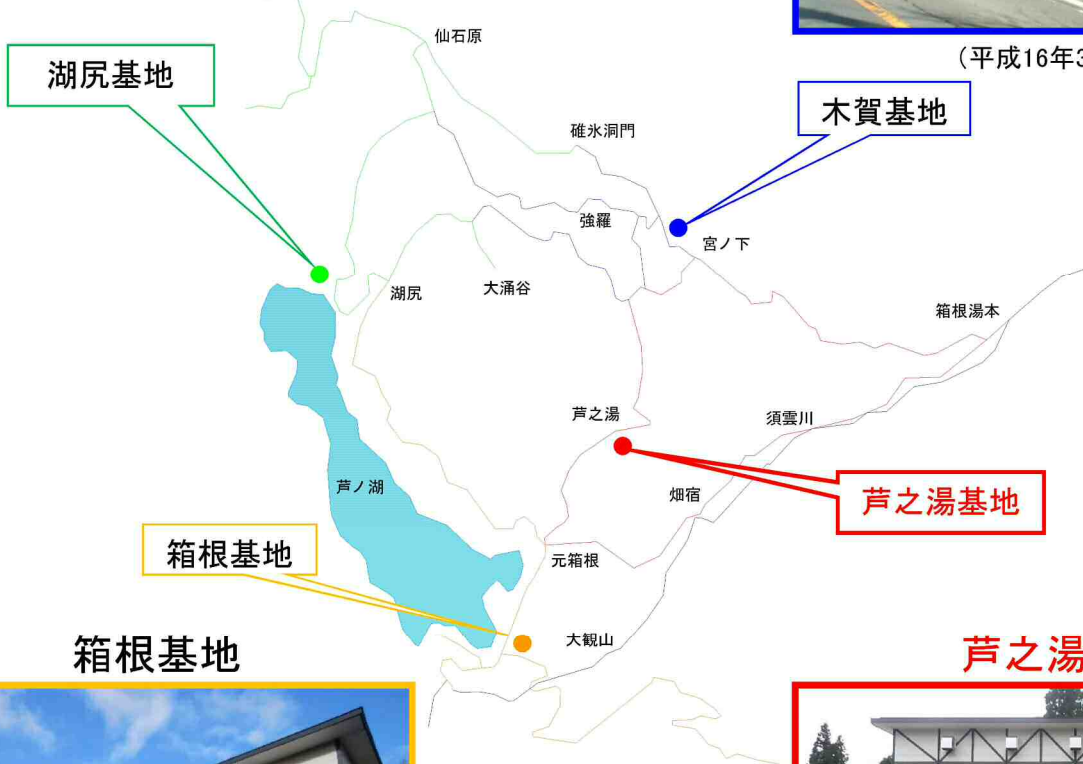 仙石原
湖尻基地
(平成16年3
木賀基地
碓氷洞門
強羅
宮ノ下
湖尻
大涌谷
箱根湯本
芦之湯
須雲川
芦ノ湖
畑宿
芦之湯基地
箱根基地
元箱根
大観山
箱根基地
芦之湯